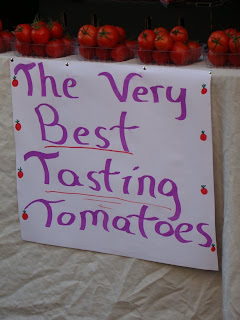 The Very
Best
Tasting
Tomatoes